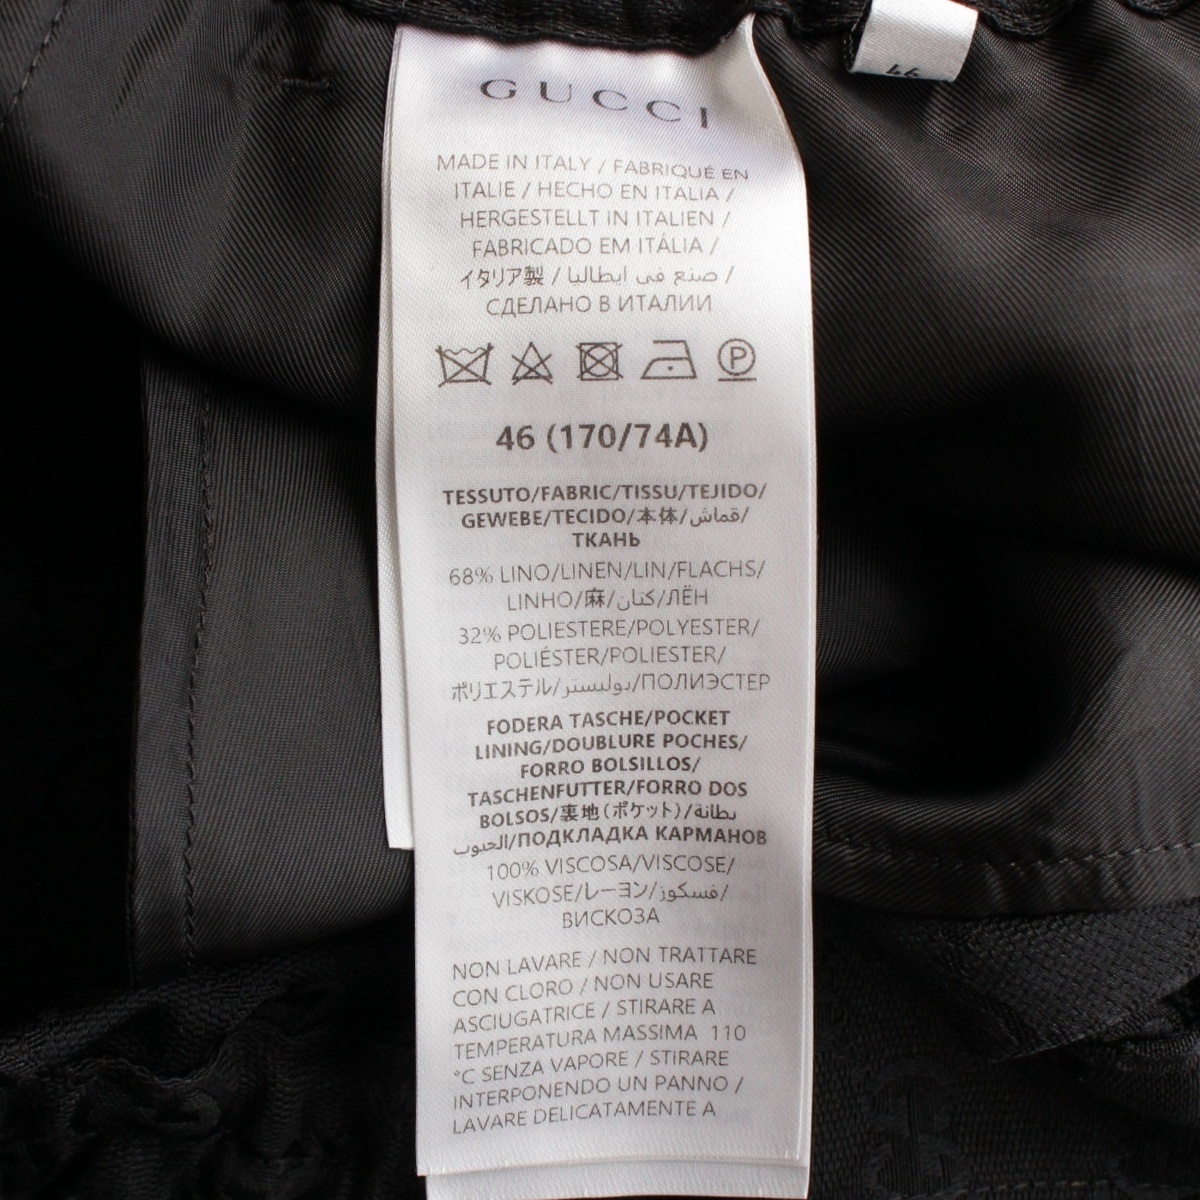 46
GUCCI
MADE IN ITALY / FABRIQUÉ EN
ITALIE / HECHO EN ITALIA /
HERGESTELLT IN ITALIEN /
FABRICADO EM ITÁLIA /
イタリア製 / صنع في ايطاليا /
СДЕЛАНО В ИТАЛИИ
P
46 (170/74A)
TESSUTO/FABRIC/TISSU/TEJIDO/
GEWEBE/TECIDO/本体/قماش/
ТКАНЬ
68% LINO/LINEN/LIN/FLACHS/
LINHO/麻/كتان/ЛЁН
32% POLIESTERE/POLYESTER/
POLIÉSTER/POLIESTER/
ポリエステル/بوليستر/ПОЛИЭСТЕР
FODERA TASCHE/POCKET
LINING/DOUBLURE POCHES/
FORRO BOLSILLOS/
TASCHENFUTTER/FORRO DOS
BOLSOS/裏地(ポケット)/بطانة
الجيوب/ПОДКЛАДКА КАРМАНОВ
100% VISCOSA/VISCOSE/
VISKOSE/レーヨン/فسكوز/
ВИСКОЗА
NON LAVARE / NON TRATTARE
CON CLORO / NON USARE
ASCIUGATRICE / STIRARE A
TEMPERATURA MASSIMA 110
°C SENZA VAPORE / STIRARE
INTERPONENDO UN PANNO /
LAVARE DELICATAMENTE A